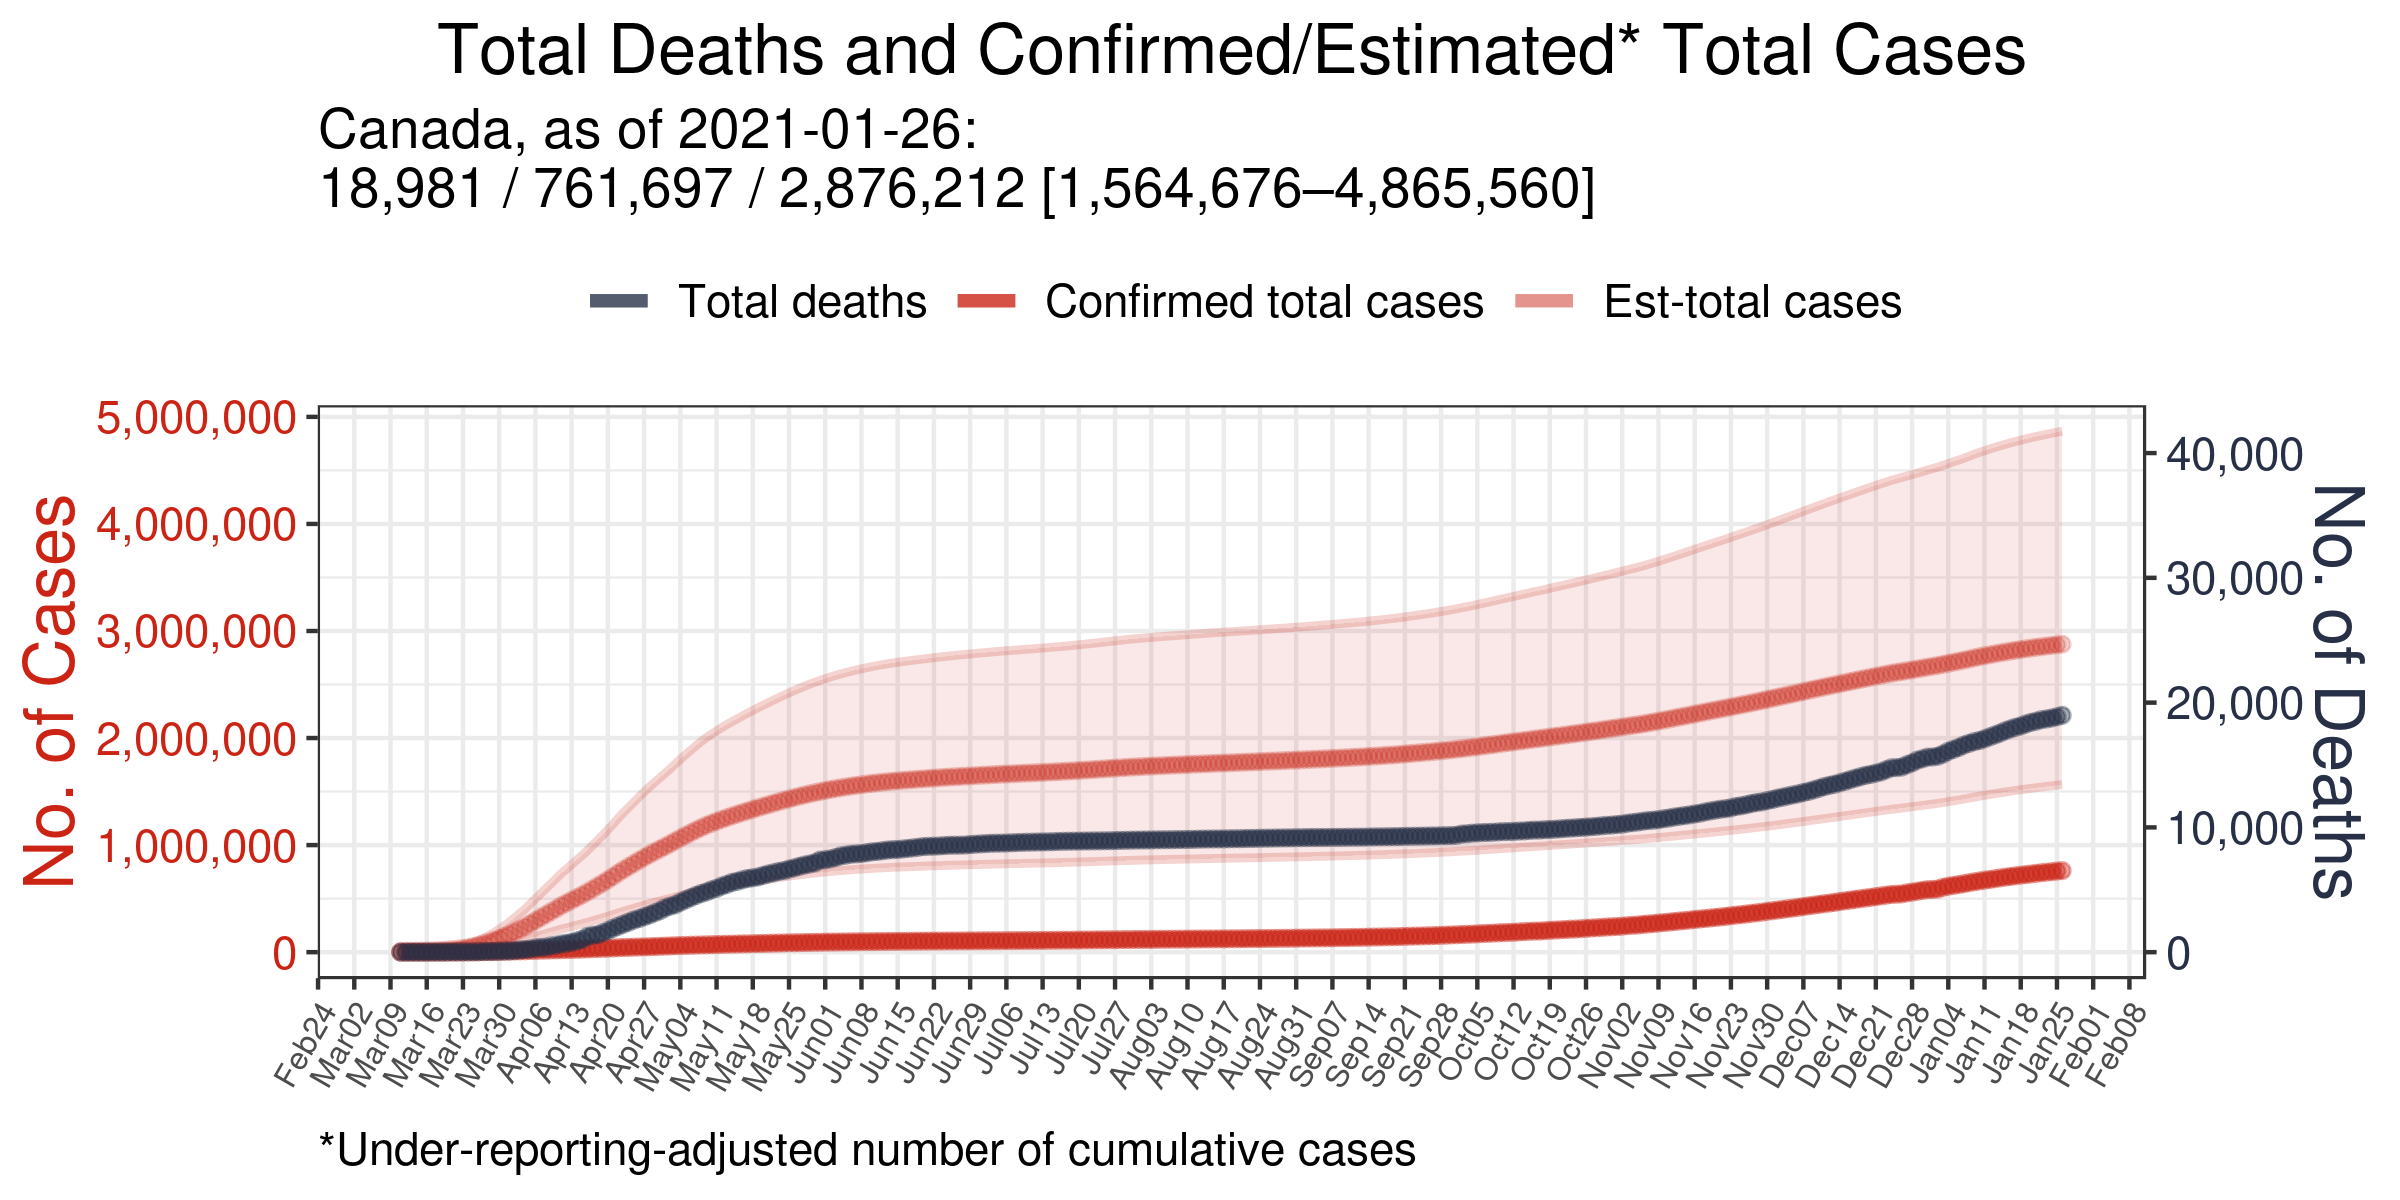 Total Deaths and Confirmed/Estimated* Total Cases
Canada, as of 2021-01-26:
18,981 / 761,697 / 2,876,212 [1,564,676–4,865,560]
Total deaths
Confirmed total cases
Est-total cases
No. of Cases
5,000,000
4,000,000
3,000,000
2,000,000
1,000,000
0
40,000
30,000
20,000
10,000
0
No. of Deaths
Feb24
Mar02
Mar09
Mar16
Mar23
Mar30
Apr06
Apr13
Apr20
Apr27
May04
May11
May18
May25
Jun01
Jun08
Jun15
Jun22
Jun29
Jul06
Jul13
Jul20
Jul27
Aug03
Aug10
Aug17
Aug24
Aug31
Sep07
Sep14
Sep21
Sep28
Oct05
Oct12
Oct19
Oct26
Nov02
Nov09
Nov16
Nov23
Nov30
Dec07
Dec14
Dec21
Dec28
Jan04
Jan11
Jan18
Jan25
Feb01
Feb08
*Under-reporting-adjusted number of cumulative cases